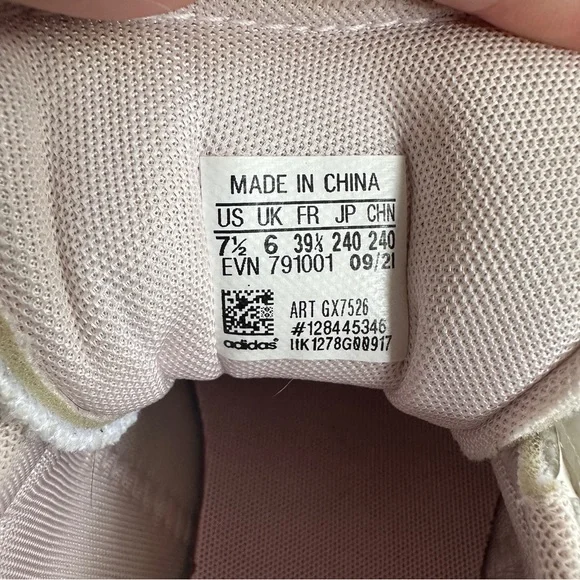 MADE IN CHINA
US UK FR JP CHN
7½ 6 39⅓ 240 240
EVN 791001 09/21
ART GX7526
#128445346
adidas